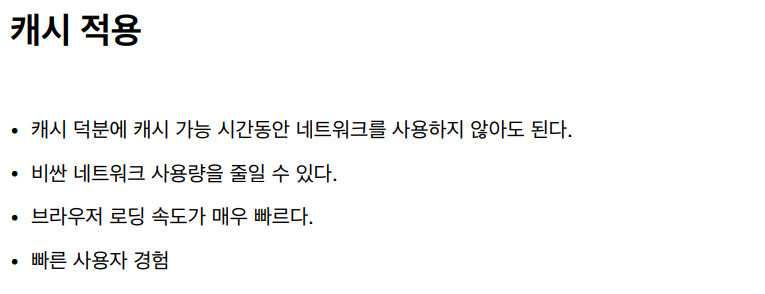 캐시 적용
• 캐시 덕분에 캐시 가능 시간동안 네트워크를 사용하지 않아도 된다.
• 비싼 네트워크 사용량을 줄일 수 있다.
• 브라우저 로딩 속도가 매우 빠르다.
• 빠른 사용자 경험